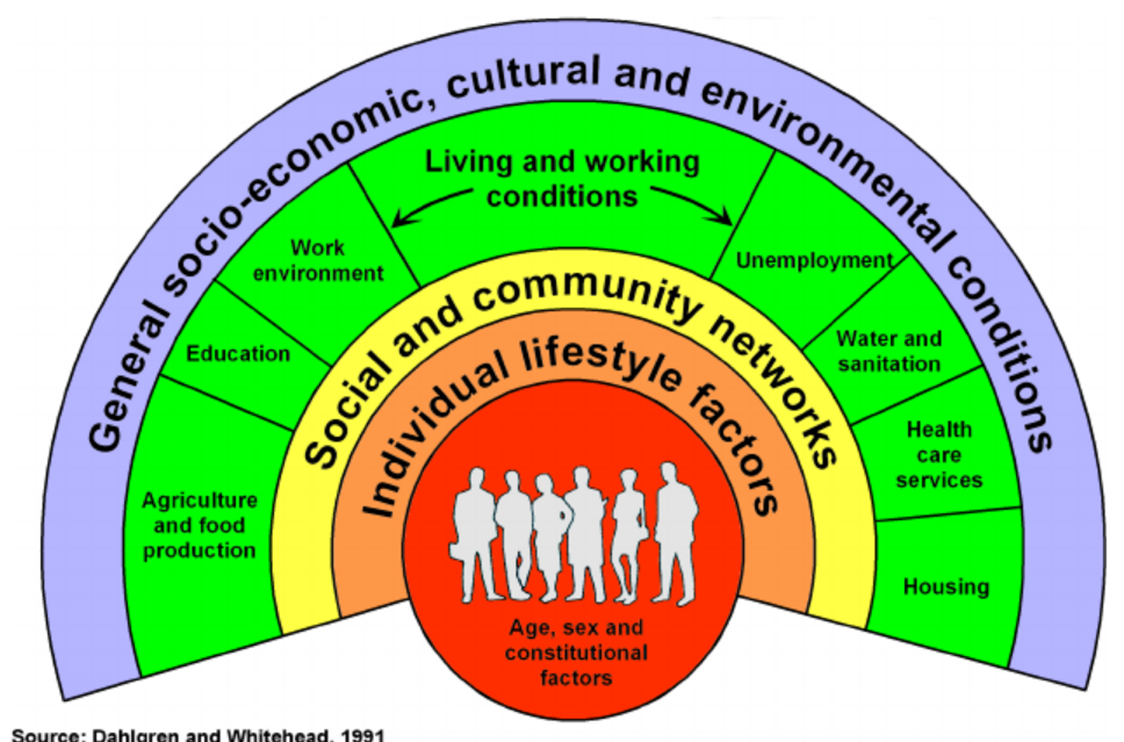 General socio-economic, cultural and environmental conditions
Living and working
conditions
Work
environment
Unemployment
Education
Water and
sanitation
Agriculture
and food
production
Health
care
services
Housing
Social and community networks
Individual lifestyle factors
Age, sex and
constitutional
factors
Source: Dahlgren and Whitehead, 1991